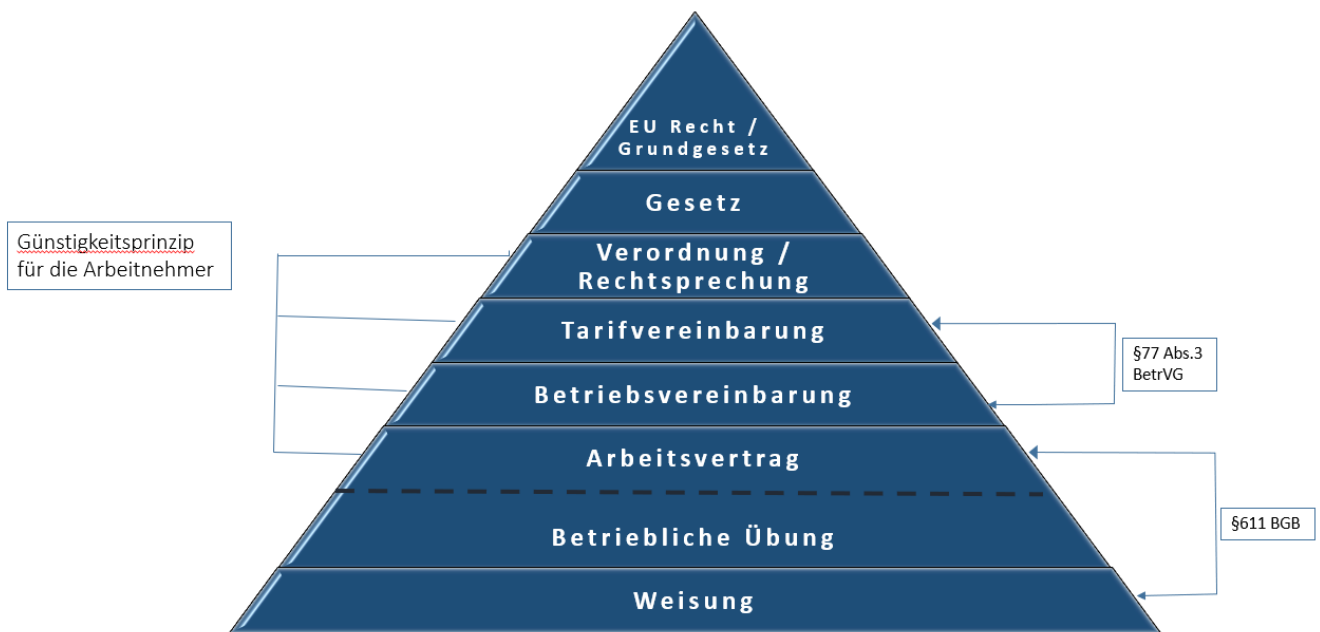 EU Recht /
Grundgesetz
Gesetz
Verordnung /
Rechtsprechung
Tarifvereinbarung
Betriebsvereinbarung
Arbeitsvertrag
Betriebliche Übung
Weisung
Günstigkeitsprinzip
für die Arbeitnehmer
§77 Abs.3
BetrVG
§611 BGB